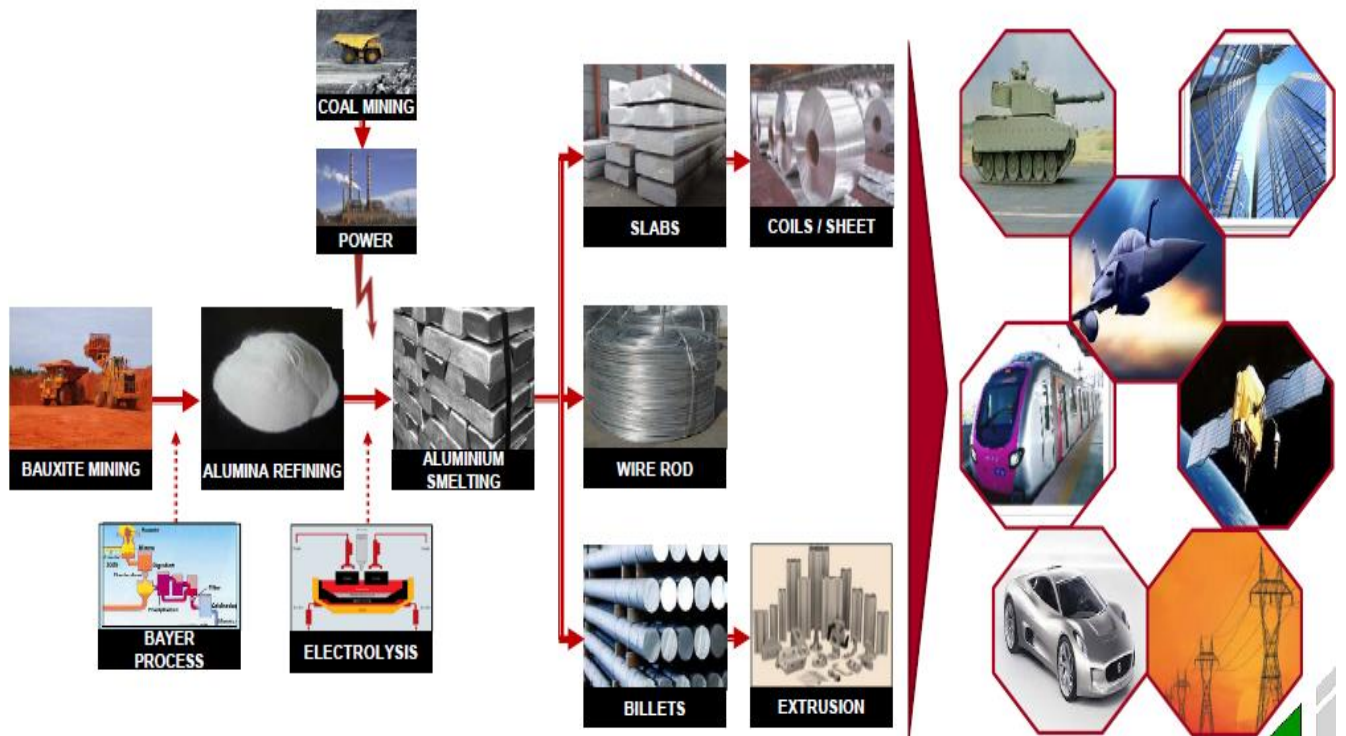 COAL MINING
POWER
SLABS
COILS / SHEET
BAUXITE MINING
ALUMINA REFINING
ALUMINIUM
SMELTING
WIRE ROD
BAYER
PROCESS
ELECTROLYSIS
BILLETS
EXTRUSION